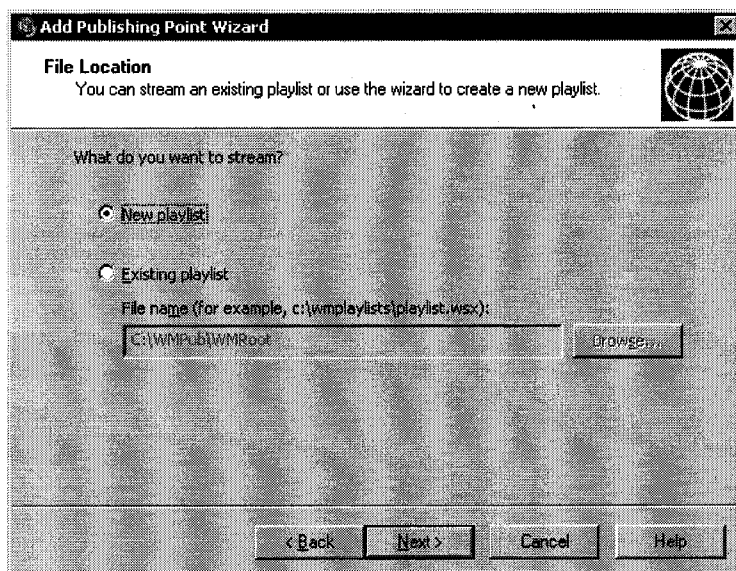 Add Publishing Point Wizard
File Location
You can stream an existing playlist or use the wizard to create a new playlist.
What do you want to stream?
New playlist
Existing playlist
File name (for example, c:\wmplaylists\playlist.wsx):
C:\WMPub\WMRoot
Browse...
< Back Next > Cancel Help